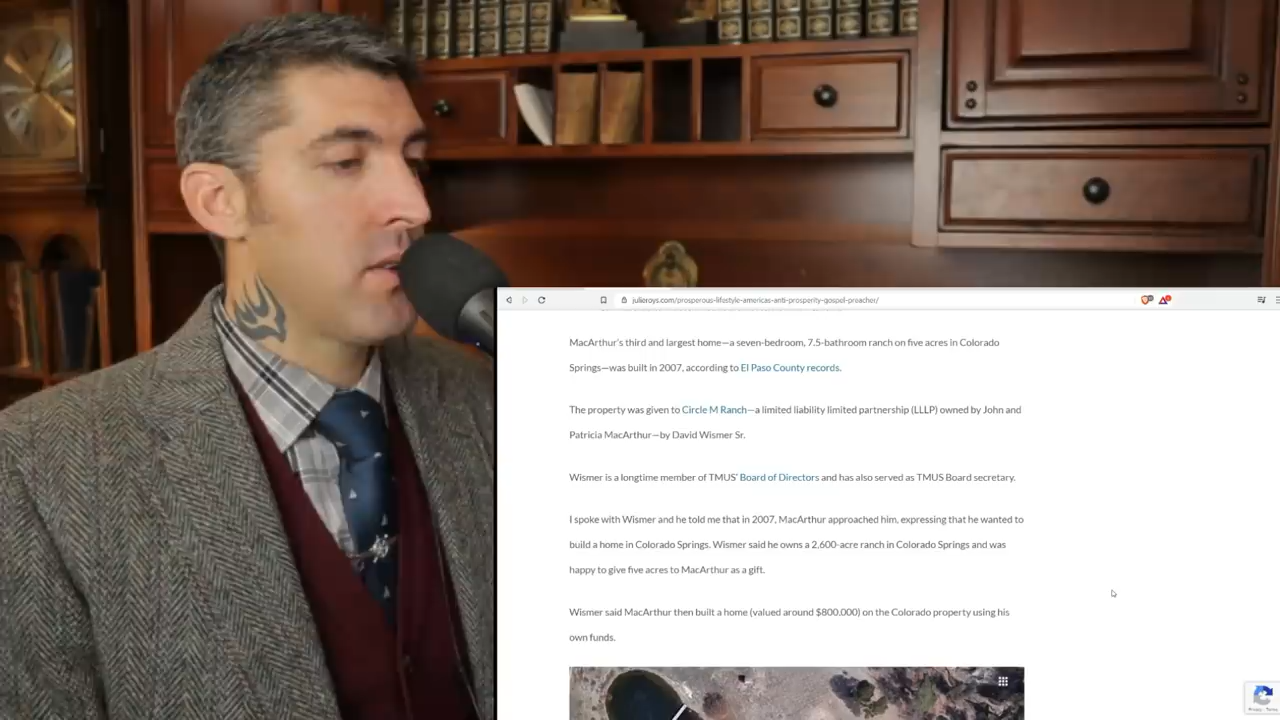 julieroys.com/prosperous-lifestyle-americas-anti-prosperity-gospel-preacher/
MacArthur's third and largest home—a seven-bedroom, 7.5-bathroom ranch on five acres in Colorado
Springs—was built in 2007, according to El Paso County records.
The property was given to Circle M Ranch—a limited liability limited partnership (LLLP) owned by John and
Patricia MacArthur—by David Wismer Sr.
Wismer is a longtime member of TMUS' Board of Directors and has also served as TMUS Board secretary.
I spoke with Wismer and he told me that in 2007, MacArthur approached him, expressing that he wanted to
build a home in Colorado Springs. Wismer said he owns a 2,600-acre ranch in Colorado Springs and was
happy to give five acres to MacArthur as a gift.
Wismer said MacArthur then built a home (valued around $800,000) on the Colorado property using his
own funds.